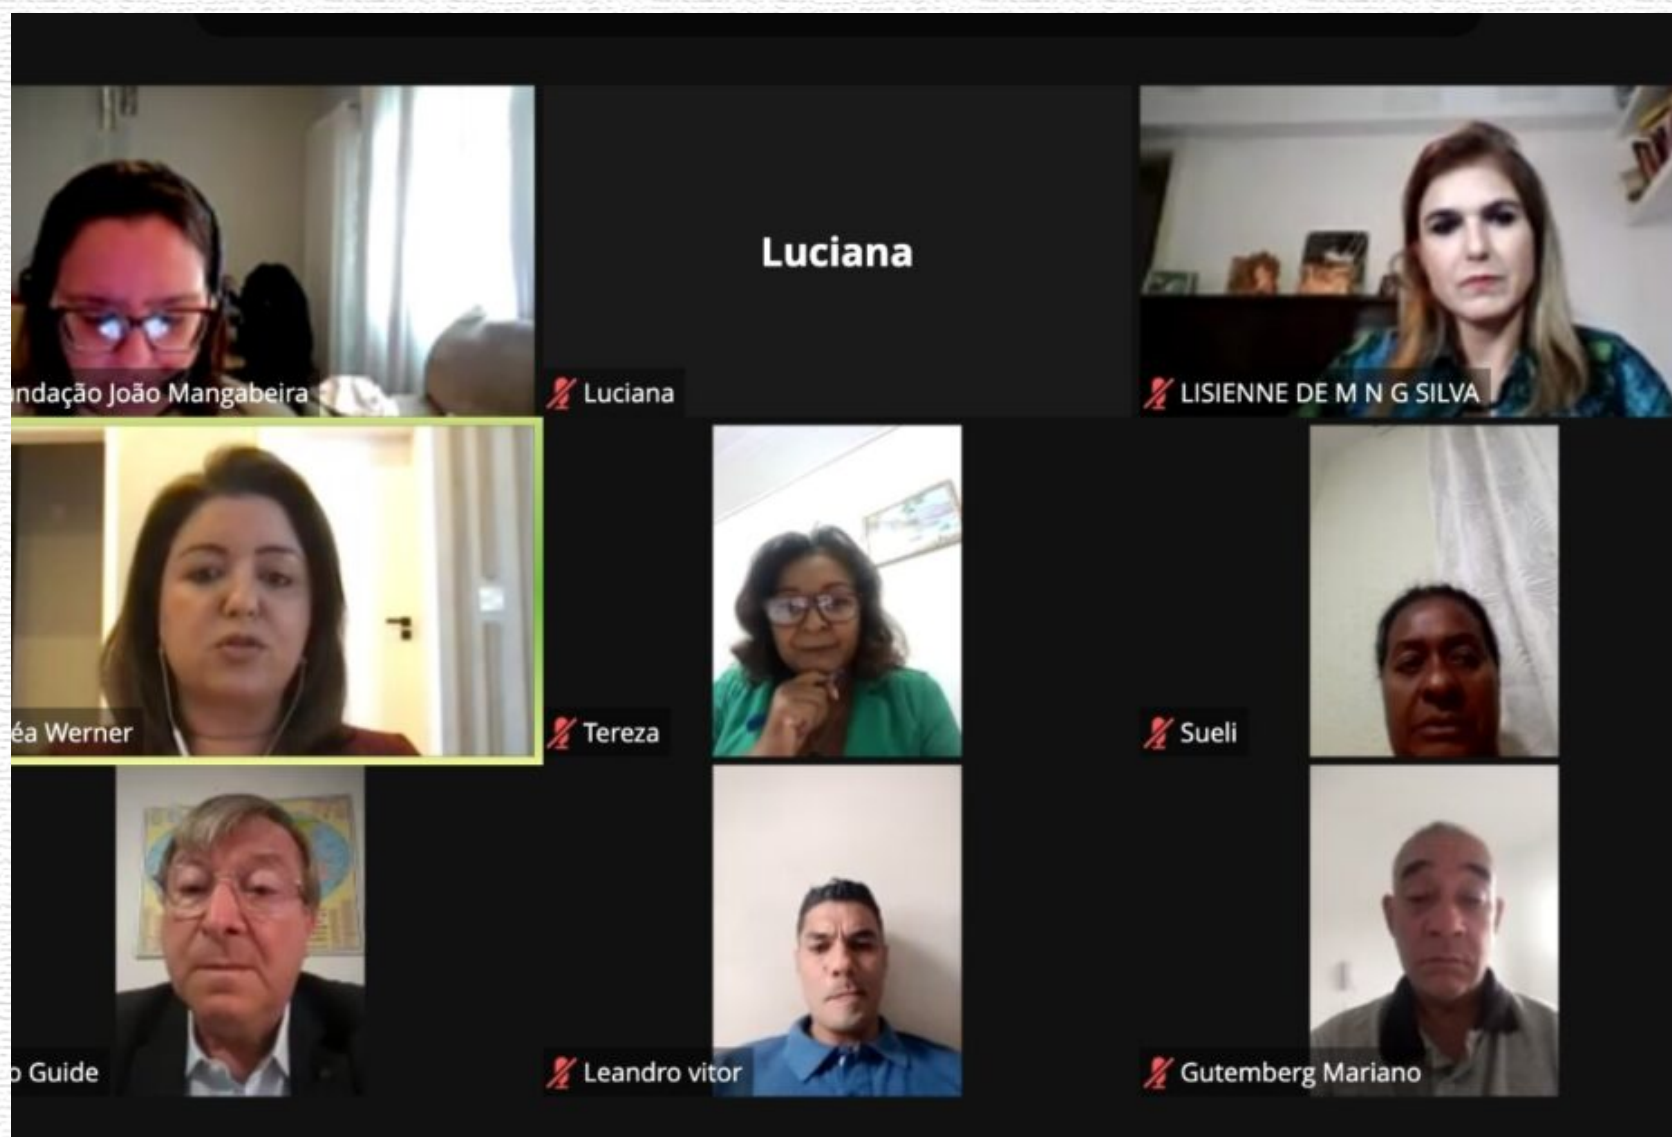 Luciana
ndação João Mangabeira
Luciana
LISIENNE DE M N G SILVA
éa Werner
Tereza
Sueli
o Guide
Leandro vitor
Gutemberg Mariano